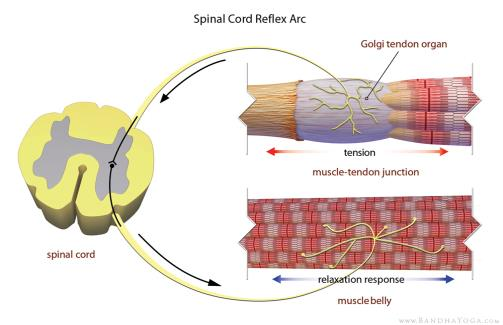 Spinal Cord Reflex Arc
Golgi tendon organ
tension
muscle-tendon junction
spinal cord
relaxation response
muscle belly
www.BandhaYoga.com